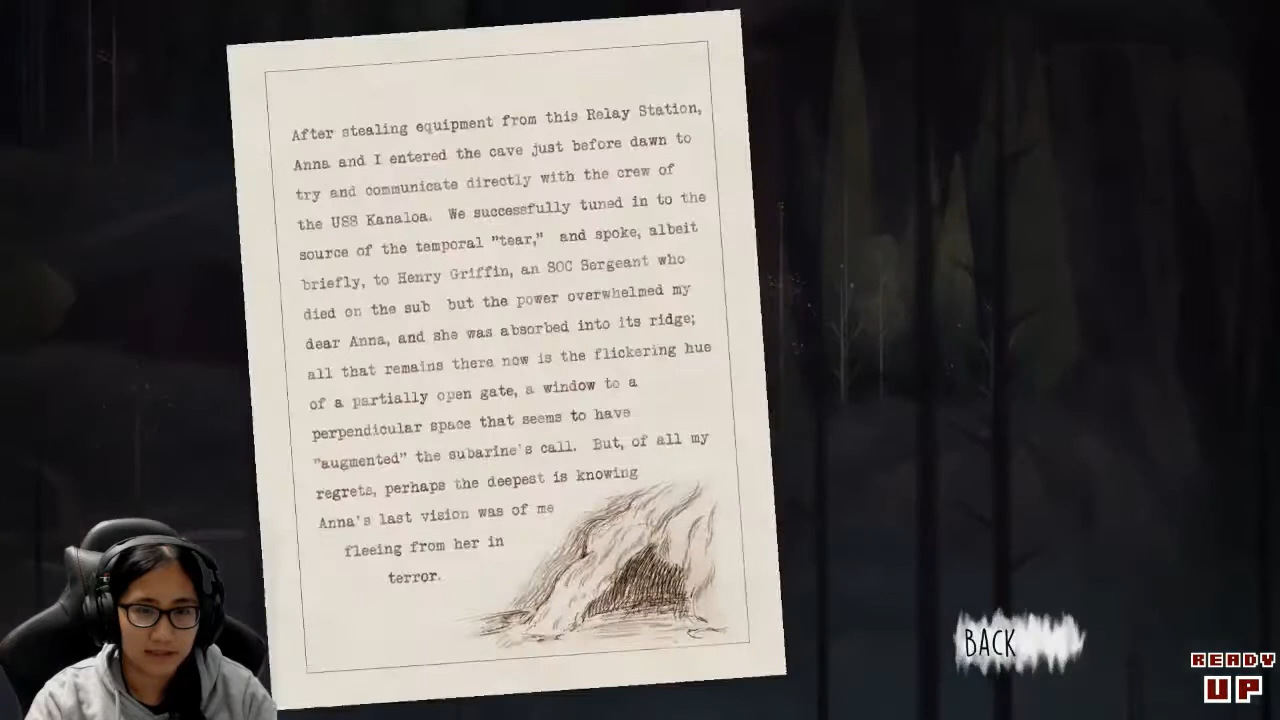 After stealing equipment from this Relay Station,
Anna and I entered the cave just before dawn to
try and communicate directly with the crew of
the USS Kanaloa. We successfully tuned in to the
source of the temporal "tear," and spoke, albeit
briefly, to Henry Griffin, an SOC Sergeant who
died on the sub but the power overwhelmed my
dear Anna, and she was absorbed into its ridge;
all that remains there now is the flickering hue
of a partially open gate, a window to a
perpendicular space that seems to have
"augmented" the subarine's call. But, of all my
regrets, perhaps the deepest is knowing
Anna's last vision was of me
fleeing from her in
terror.
BACK
READY
UP